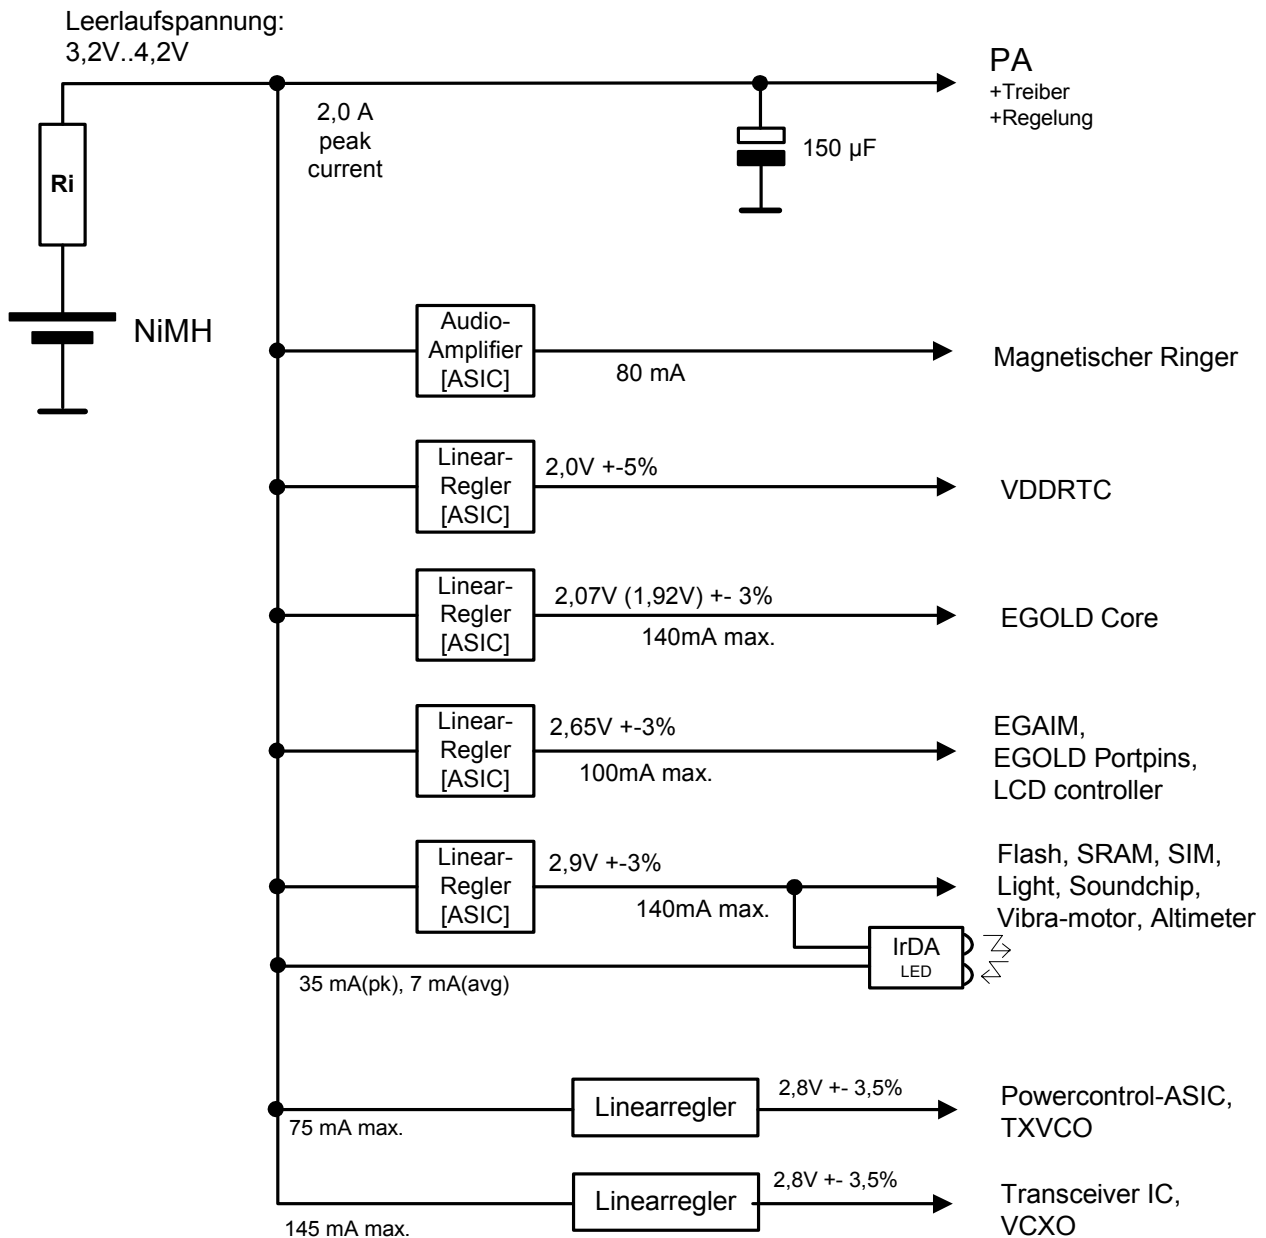 Leerlaufspannung:
3,2V..4,2V
PA
+Treiber
+Regelung
2,0 A
peak
current
150 µF
Ri
NiMH
Audio-
Amplifier
[ASIC]
80 mA
Magnetischer Ringer
Linear-
Regler
[ASIC]
2,0V +-5%
VDDRTC
Linear-
Regler
[ASIC]
2,07V (1,92V) +- 3%
140mA max.
EGOLD Core
Linear-
Regler
[ASIC]
2,65V +-3%
100mA max.
EGAIM,
EGOLD Portpins,
LCD controller
Linear-
Regler
[ASIC]
2,9V +-3%
140mA max.
Flash, SRAM, SIM,
Light, Soundchip,
Vibra-motor, Altimeter
IrDA
LED
35 mA(pk), 7 mA(avg)
Linearregler
2,8V +- 3,5%
75 mA max.
Powercontrol-ASIC,
TXVCO
Linearregler
2,8V +- 3,5%
145 mA max.
Transceiver IC,
VCXO